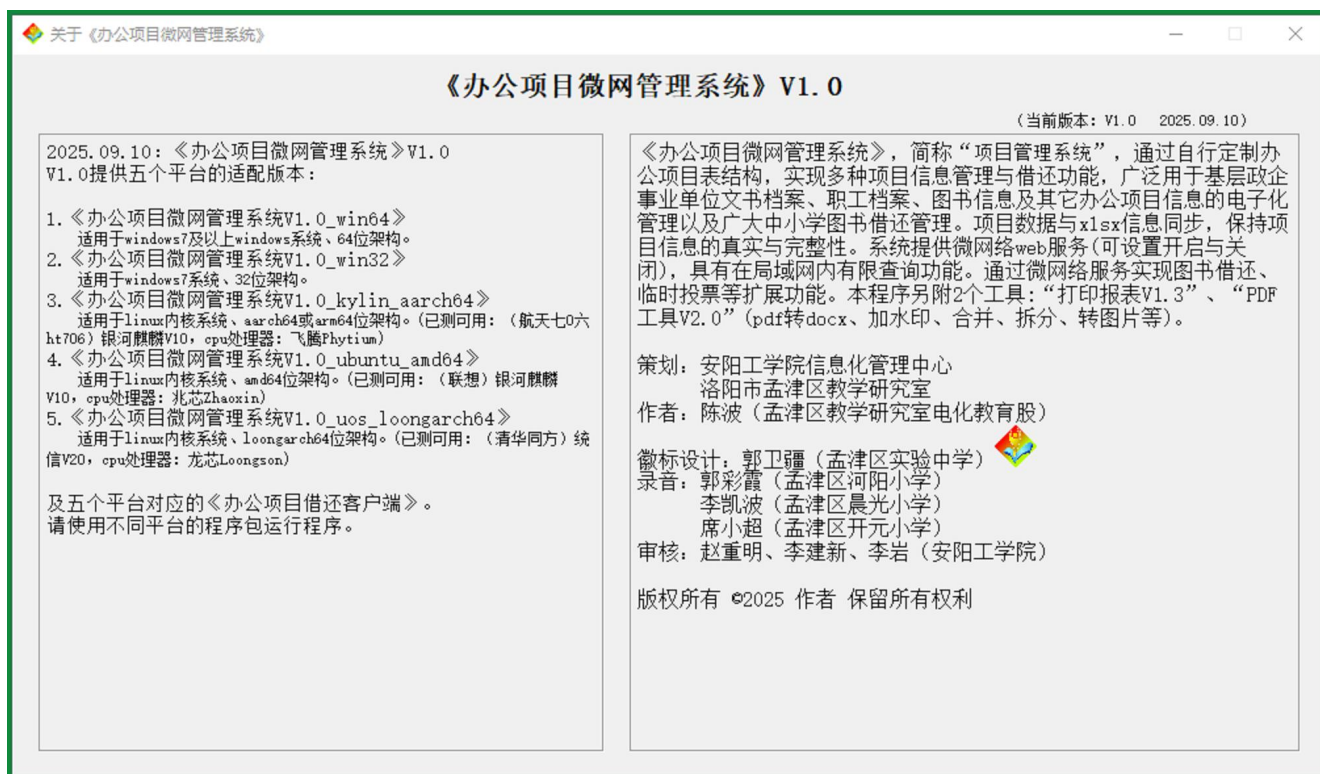 关于《办公项目微网管理系统》
《办公项目微网管理系统》V1.0
(当前版本: V1.0 2025.09.10)
2025.09.10:《办公项目微网管理系统》V1.0
V1.0提供五个平台的适配版本:
1.《办公项目微网管理系统V1.0_win64》
适用于windows7及以上windows系统、64位架构。
2.《办公项目微网管理系统V1.0_win32》
适用于windows7系统、32位架构。
3.《办公项目微网管理系统V1.0_kylin_aarch64》
适用于linux内核系统、aarch64或arm64位架构。(已测可用:(航天七0六
ht706)银河麒麟V10,cpu处理器:飞腾Phytium)
4.《办公项目微网管理系统V1.0_ubuntu_amd64》
适用于linux内核系统、amd64位架构。(已测可用:(联想)银河麒麟
V10,cpu处理器:兆芯Zhaoxin)
5.《办公项目微网管理系统V1.0_uos_loongarch64》
适用于linux内核系统、loongarch64位架构。(已测可用:(清华同方)统
信V20,cpu处理器:龙芯Loongson)
及五个平台对应的《办公项目借还客户端》。
请使用不同平台的程序包运行程序。
《办公项目微网管理系统》,简称“项目管理系统”,通过自行定制办
公项目表结构,实现多种项目信息管理与借还功能,广泛用于基层政企
事业单位文书档案、职工档案、图书信息及其它办公项目信息的电子化
管理以及广大中小学图书借还管理。项目数据与xlsx信息同步,保持项
目信息的真实与完整性。系统提供微网络web服务(可设置开启与关
闭),具有在局域网内有限查询功能。通过微网络服务实现图书借还、
临时投票等扩展功能。本程序另附2个工具:“打印报表V1.3”、“PDF
工具V2.0”(pdf转docx、加水印、合并、拆分、转图片等)。
策划:安阳工学院信息化管理中心
洛阳市孟津区教学研究室
作者:陈波(孟津区教学研究室电化教育股)
徽标设计:郭卫疆(孟津区实验中学)
录音:郭彩霞(孟津区河阳小学)
李凯波(孟津区晨光小学)
席小超(孟津区开元小学)
审核:赵重明、李建新、李岩(安阳工学院)
版权所有 ©2025 作者 保留所有权利